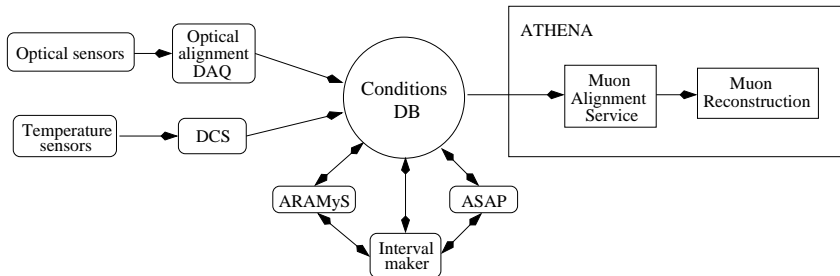 Optical sensors
Optical
alignment
DAQ
Temperature
sensors
DCS
Conditions
DB
ARAMyS
ASAP
Interval
maker
ATHENA
Muon
Alignment
Service
Muon
Reconstruction